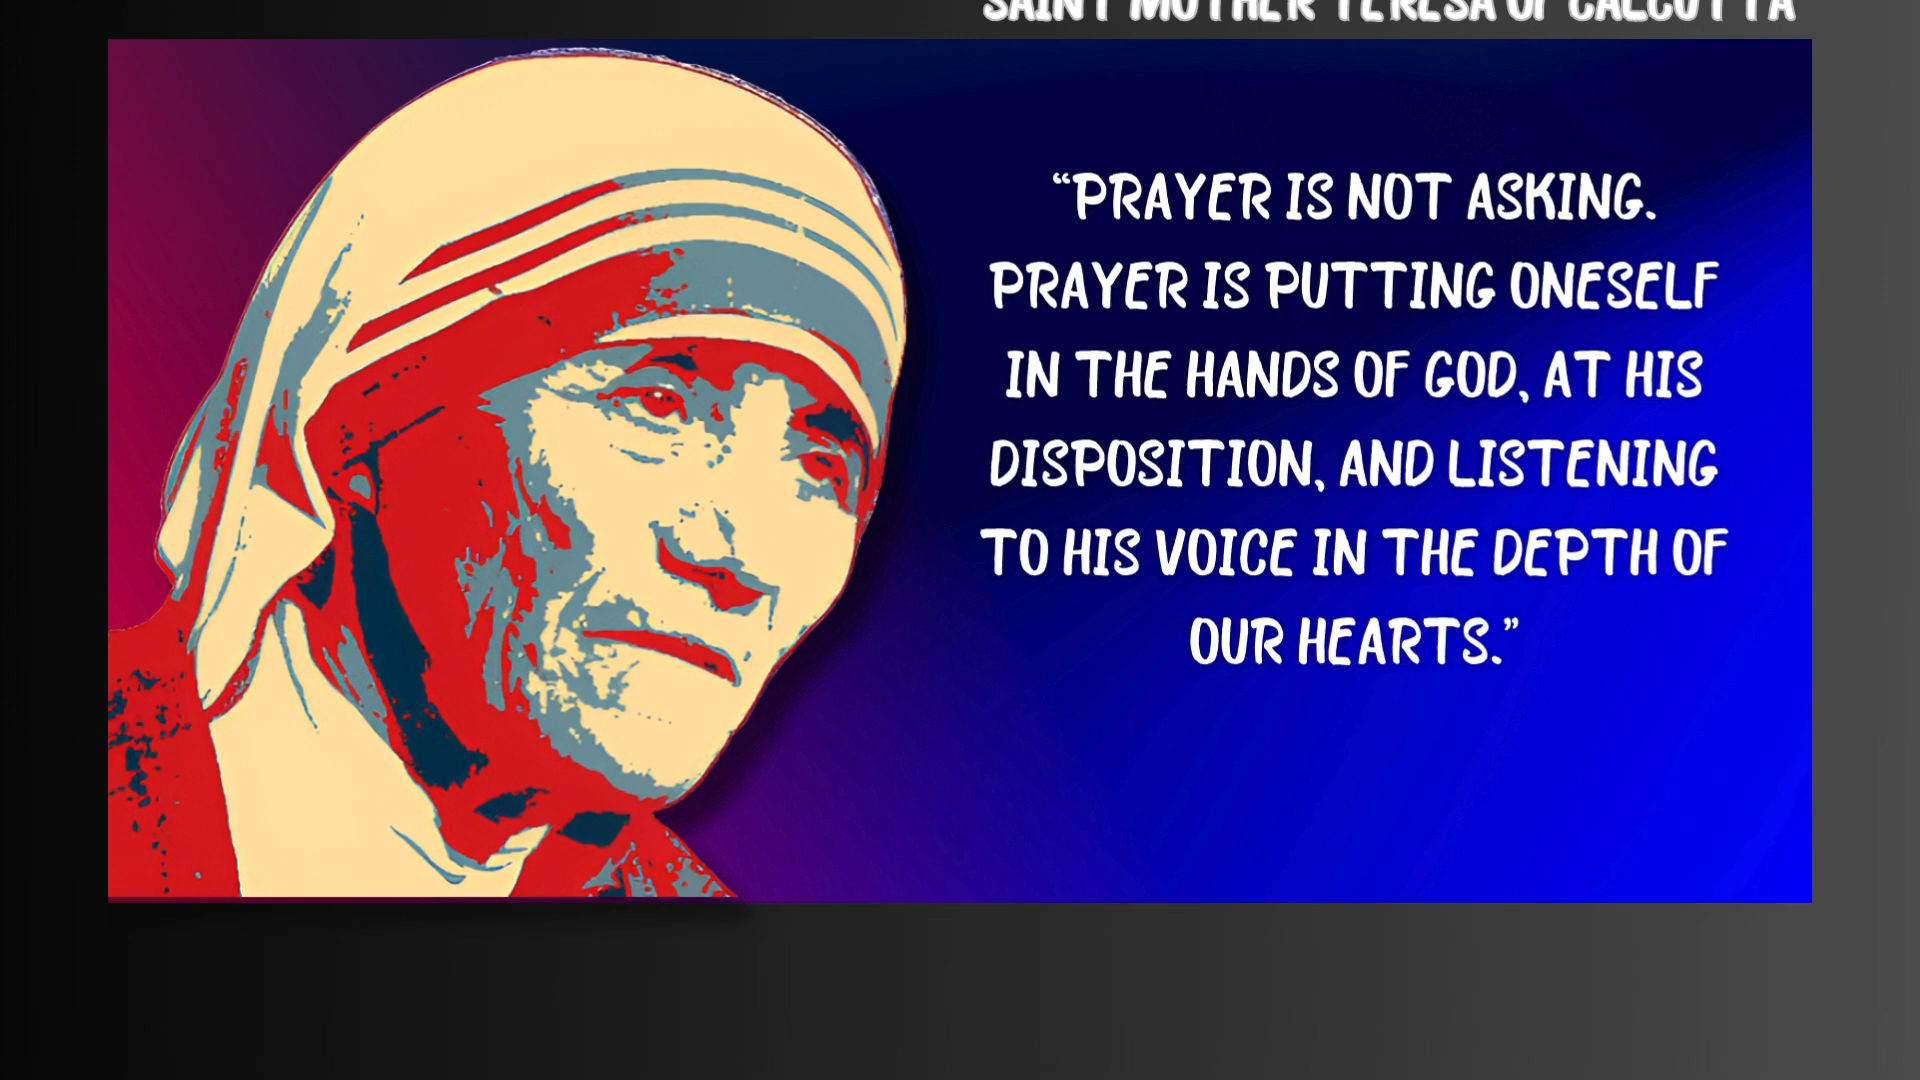 SAINT MOTHER TERESA OF CALCUTTA
“PRAYER IS NOT ASKING.
PRAYER IS PUTTING ONESELF
IN THE HANDS OF GOD, AT HIS
DISPOSITION, AND LISTENING
TO HIS VOICE IN THE DEPTH OF
OUR HEARTS.”